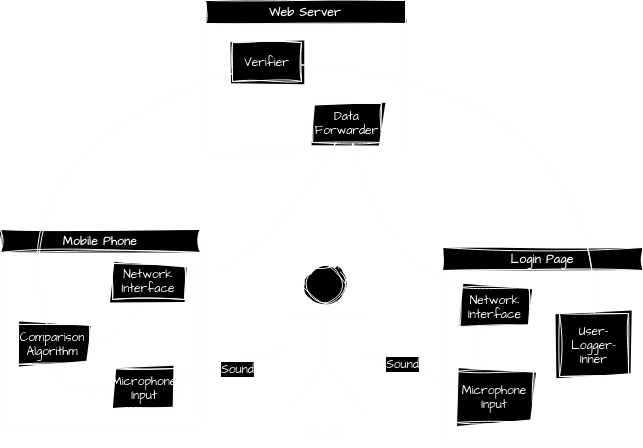 Web Server
Verifier
Data
Forwarder
Mobile Phone
Network
Interface
Comparison
Algorithm
Microphone
Input
Sound
Sound
Login Page
Network
Interface
User-
Logger-
Inner
Microphone
Input